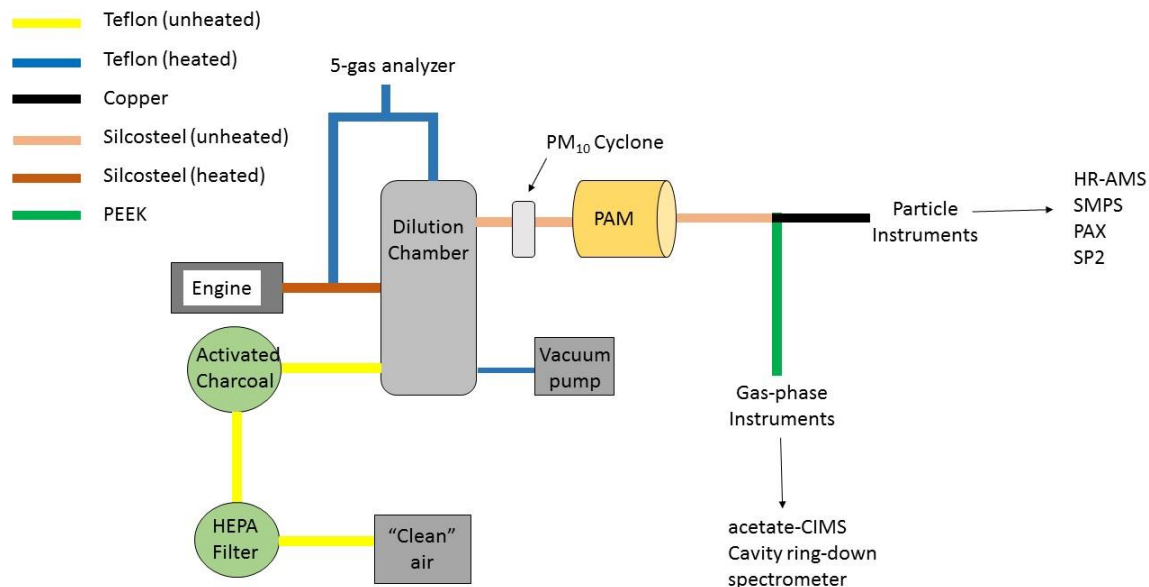 Teflon (unheated)
Teflon (heated)
Copper
Silcosteel (unheated)
Silcosteel (heated)
PEEK
5-gas analyzer
PM₁₀ Cyclone
Dilution
Chamber
PAM
Particle
Instruments
HR-AMS
SMPS
PAX
SP2
Engine
Activated
Charcoal
Vacuum
pump
Gas-phase
Instruments
HEPA
Filter
“Clean”
air
acetate-CIMS
Cavity ring-down
spectrometer